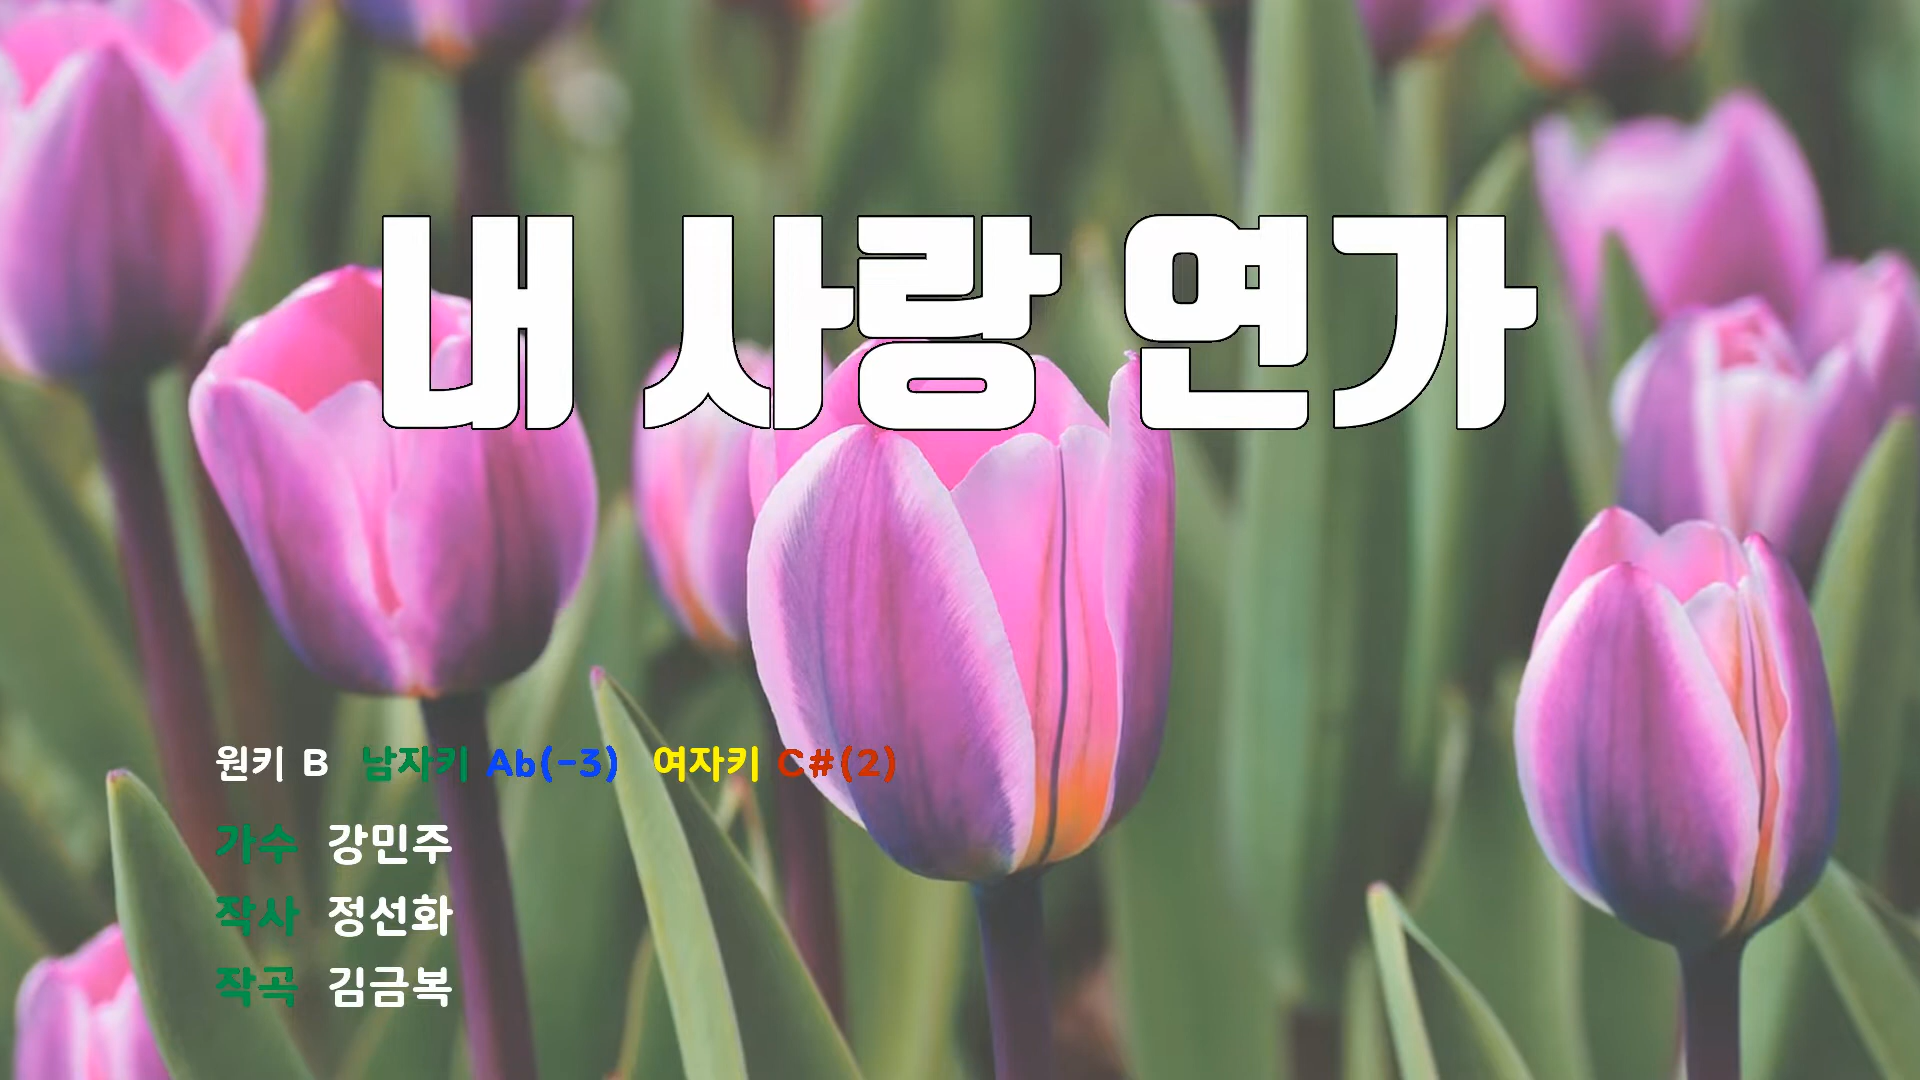 내 사랑 연가
원키 B 남자키 Ab(-3) 여자키 C#(2)
가수 강민주
작사 정선화
작곡 김금복